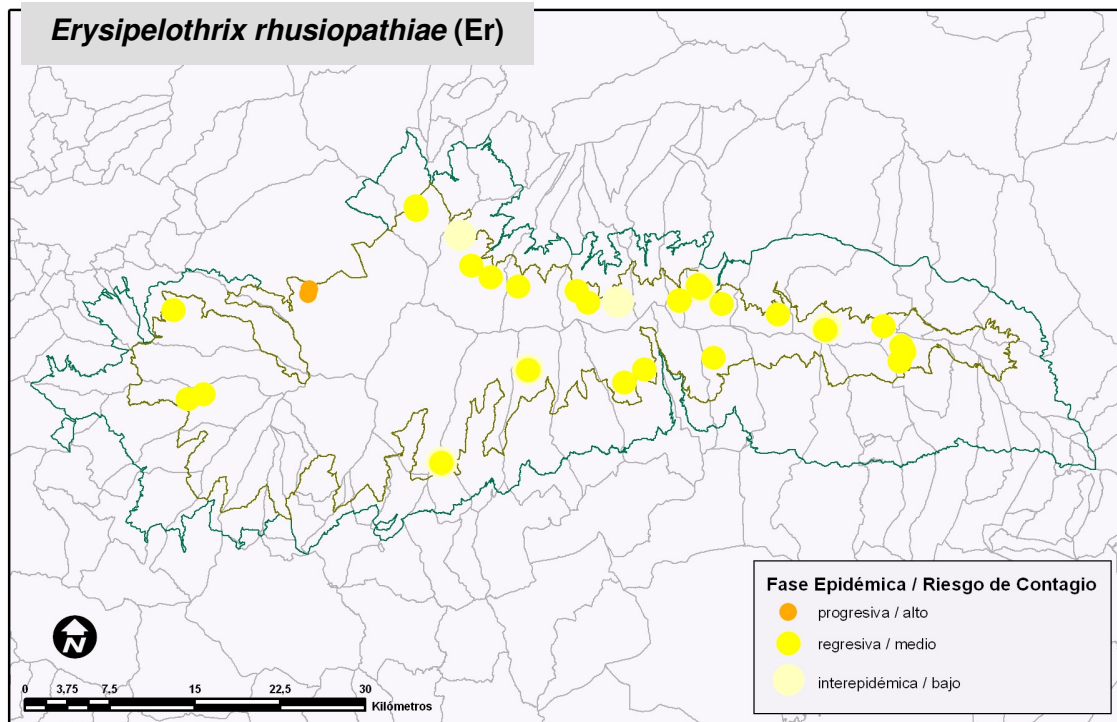 Erysipelothrix rhusiopathiae (Er)
Fase Epidémica / Riesgo de Contagio
progresiva / alto
regresiva / medio
interepidémica / bajo
N
0 3,75 7,5 15 22,5 30
Kilómetros